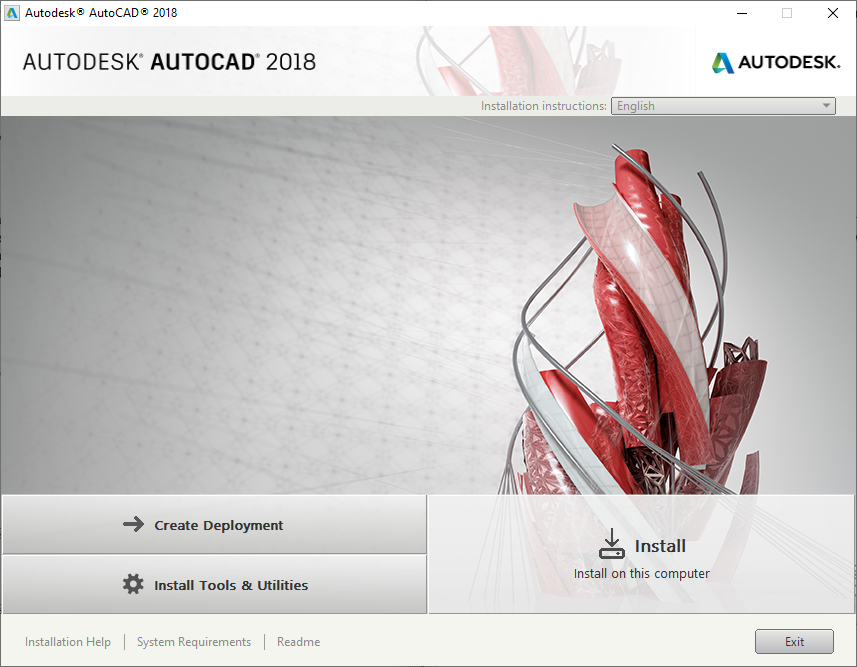 Autodesk® AutoCAD® 2018
AUTODESK® AUTOCAD® 2018
AUTODESK.
Installation instructions: English
Create Deployment
Install Tools & Utilities
Install
Install on this computer
Installation Help | System Requirements | Readme
Exit